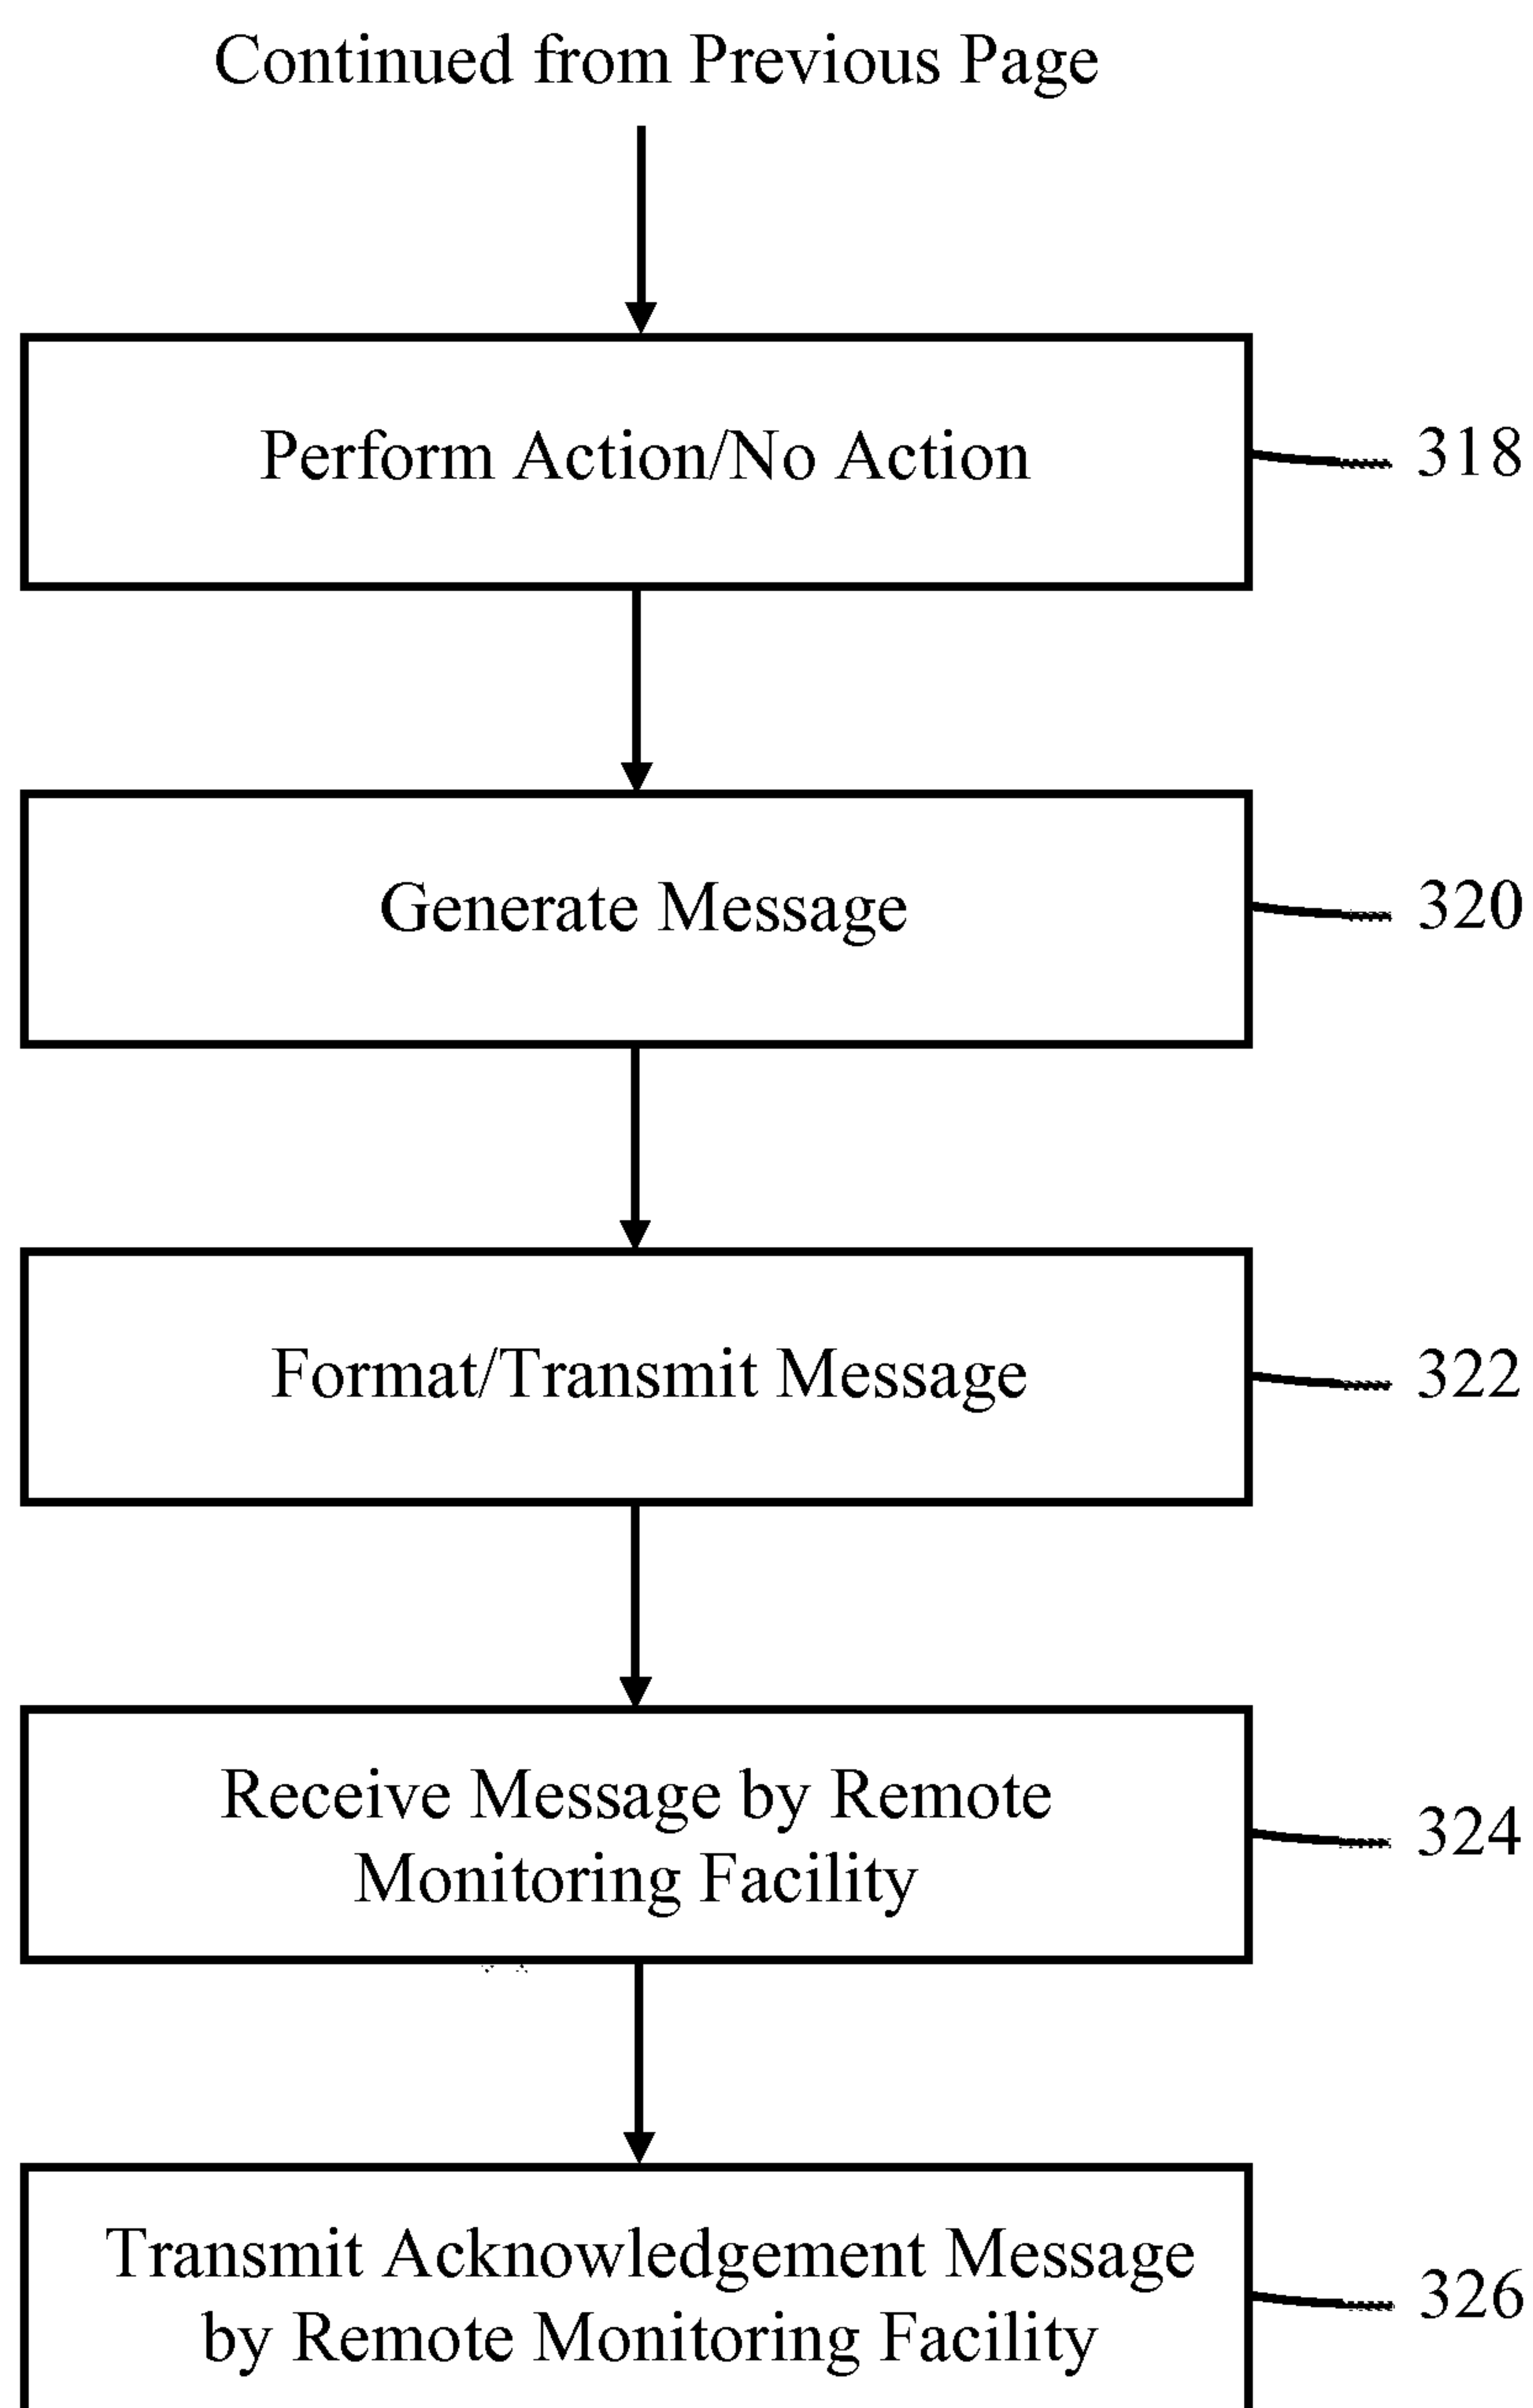 Continued from Previous Page
Perform Action/No Action
318
Generate Message
320
Format/Transmit Message
322
Receive Message by Remote
Monitoring Facility
324
Transmit Acknowledgement Message
by Remote Monitoring Facility
326